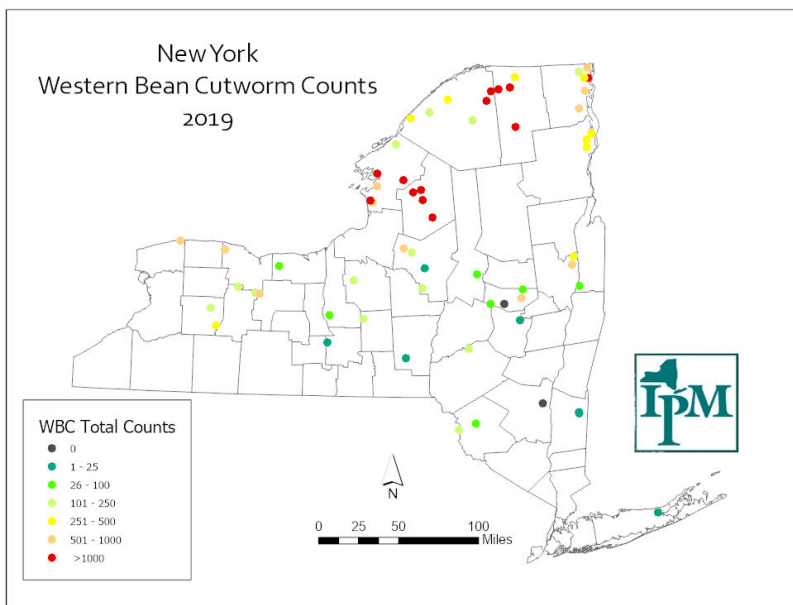 New York
Western Bean Cutworm Counts
2019
IPM
WBC Total Counts
0
1 - 25
26 - 100
101 - 250
251 - 500
501 - 1000
>1000
N
0 25 50 100
Miles